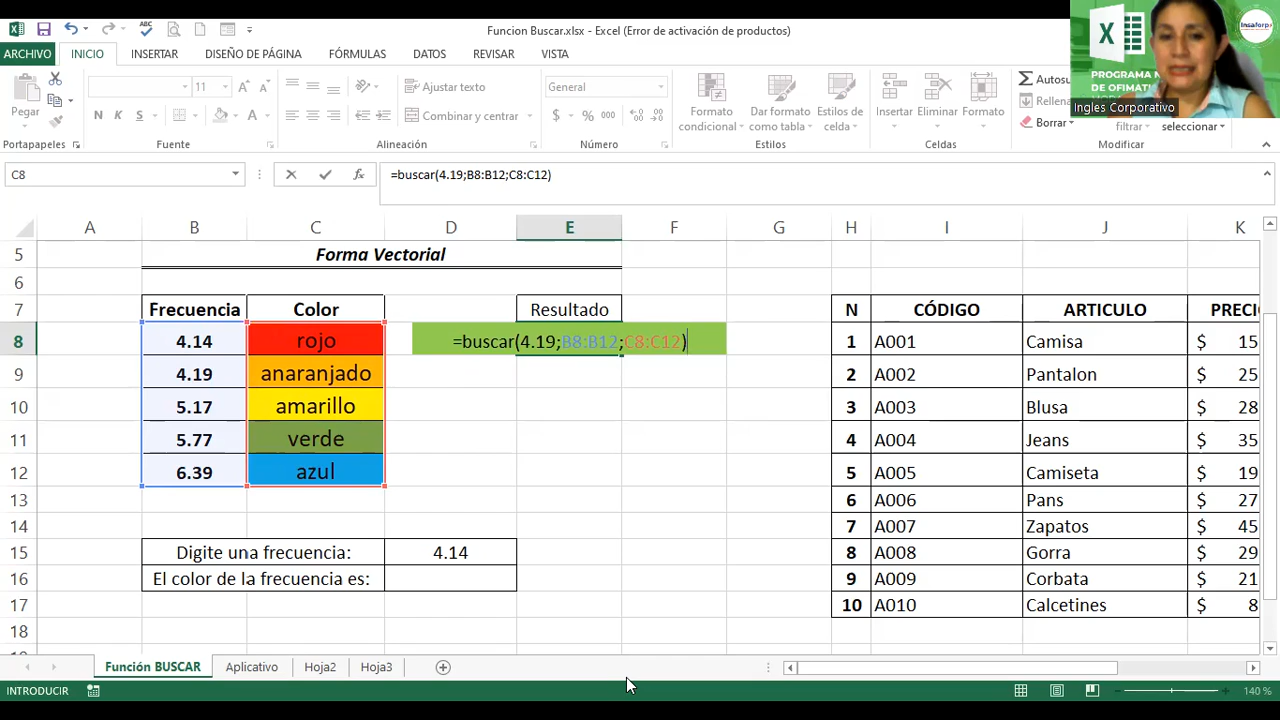 Funcion Buscar.xlsx - Excel (Error de activación de productos)
Insaforp
ARCHIVO INICIO INSERTAR DISEÑO DE PÁGINA FÓRMULAS DATOS REVISAR VISTA
PROGRAMA N
DE OFIMAT
Ingles Corporativo
Pegar
11
N K S
Ajustar texto
Combinar y centrar
General
$ % 000
Formato condicional
Dar formato como tabla
Estilos de celda
Insertar Eliminar Formato
Autosu
Rellena
Borrar
filtrar seleccionar
Portapapeles Fuente Alineación Número Estilos Celdas Modificar
C8 =buscar(4.19;B8:B12;C8:C12)
A B C D E F G H I J K
5 Forma Vectorial
6
7 Frecuencia Color Resultado N CÓDIGO ARTICULO PRECI
8 4.14 rojo =buscar(4.19;B8:B12;C8:C12) 1 A001 Camisa $ 15
9 4.19 anaranjado 2 A002 Pantalon $ 25
10 5.17 amarillo 3 A003 Blusa $ 28
11 5.77 verde 4 A004 Jeans $ 35
12 6.39 azul 5 A005 Camiseta $ 19
13 6 A006 Pans $ 27
14 7 A007 Zapatos $ 45
15 Digite una frecuencia: 4.14 8 A008 Gorra $ 29
16 El color de la frecuencia es: 9 A009 Corbata $ 21
17 10 A010 Calcetines $ 8
18
Función BUSCAR Aplicativo Hoja2 Hoja3
INTRODUCIR 140 %